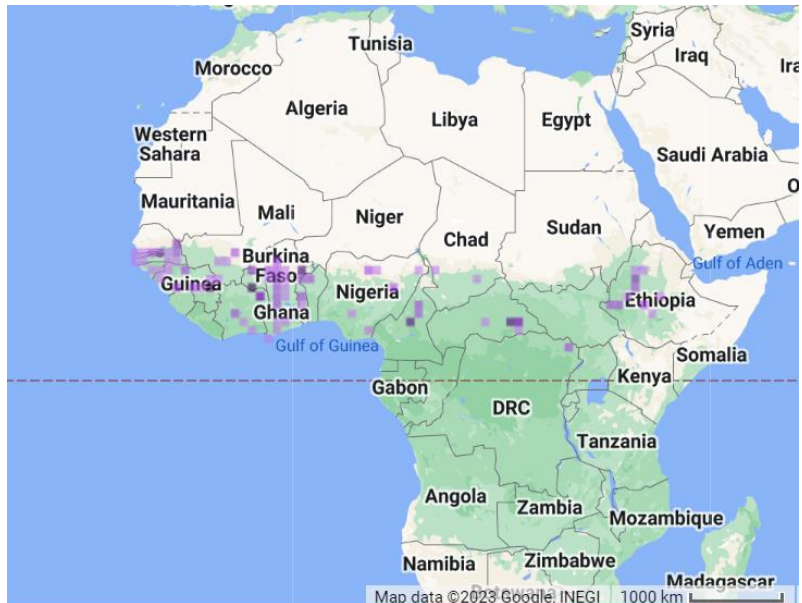 Tunisia
Syria
Morocco
Iraq
Ira
Algeria
Libya
Egypt
Western
Sahara
Saudi Arabia
O
Mauritania
Mali
Niger
Chad
Sudan
Yemen
Gulf of Aden
Burkina
Faso
Guinea
Nigeria
Ethiopia
Ghana
Gulf of Guinea
Somalia
Gabon
Kenya
DRC
Tanzania
Angola
Zambia
Mozambique
Namibia
Zimbabwe
Madagascar
Map data ©2023 Google, INEGI
1000 km